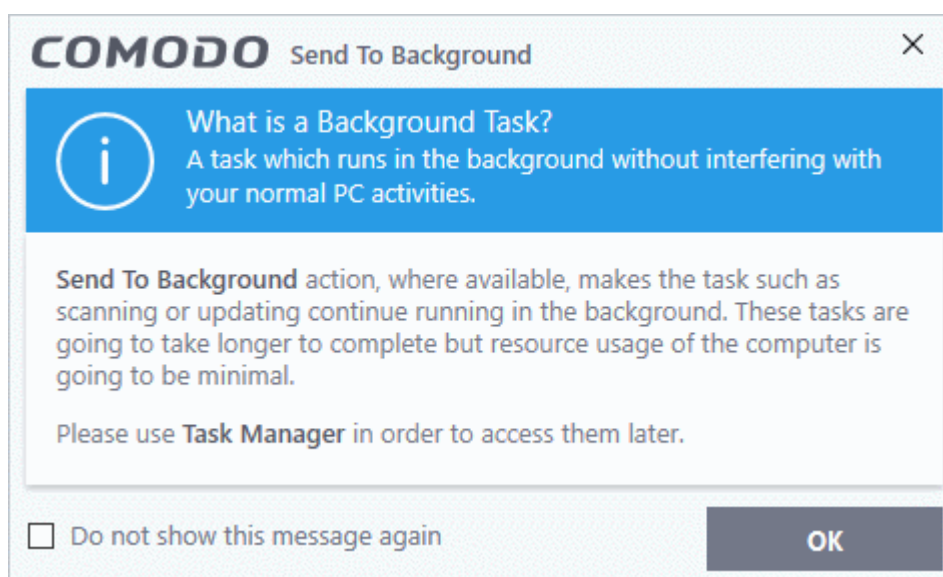 COMODO Send To Background
What is a Background Task?
A task which runs in the background without interfering with
your normal PC activities.
Send To Background action, where available, makes the task such as
scanning or updating continue running in the background. These tasks are
going to take longer to complete but resource usage of the computer is
going to be minimal.
Please use Task Manager in order to access them later.
Do not show this message again
OK